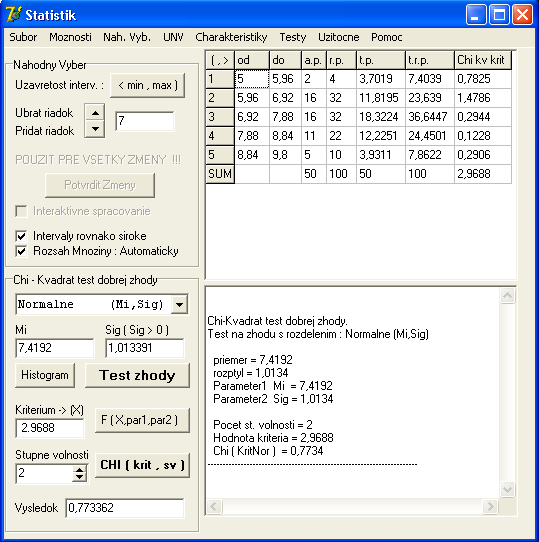 Statistik
Subor Moznosti Nah. Vyb. UNV Charakteristiky Testy Uzitocne Pomoc
Nahodny Vyber
Uzavretost interv. : < min , max )
Ubrat riadok
Pridat riadok
7
POUZIT PRE VSETKY ZMENY !!!
Potvrdit Zmeny
Interaktivne spracovanie
Intervaly rovnako siroke
Rozsah Mnoziny : Automaticky
( , > od do a.p. r.p. t.p. t.r.p. Chi kv krit
1 5 5,96 2 4 3,7019 7,4039 0,7825
2 5,96 6,92 16 32 11,8195 23,639 1,4786
3 6,92 7,88 16 32 18,3224 36,6447 0,2944
4 7,88 8,84 11 22 12,2251 24,4501 0,1228
5 8,84 9,8 5 10 3,9311 7,8622 0,2906
SUM 50 100 50 100 2,9688
Chi - Kvadrat test dobrej zhody
Normalne (Mi,Sig)
Mi Sig ( Sig > 0 )
7,4192 1,013391
Histogram Test zhody
Kriterium -> (X)
2.9688 F ( X,par1,par2 )
Stupne volnosti
2 CHI ( krit , sv )
Vysledok 0,773362
Chi-Kvadrat test dobrej zhody.
Test na zhodu s rozdelenim : Normalne (Mi,Sig)
priemer = 7,4192
rozptyl = 1,0134
Parameter1 Mi = 7,4192
Parameter2 Sig = 1,0134
Pocet st. volnosti = 2
Hodnota kriteria = 2,9688
Chi ( KritNor ) = 0,7734
--------------------------------------------------------------------